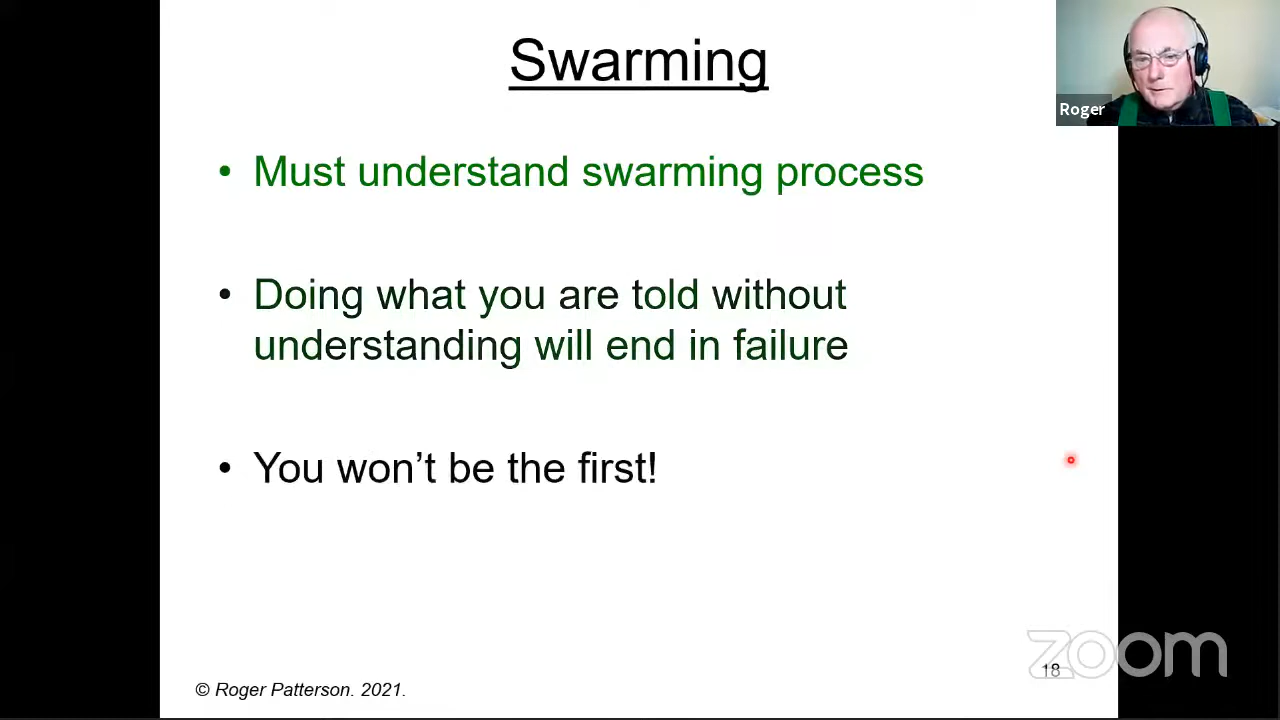 Swarming
Roger
• Must understand swarming process
• Doing what you are told without
understanding will end in failure
• You won’t be the first!
zoom
18
© Roger Patterson. 2021.